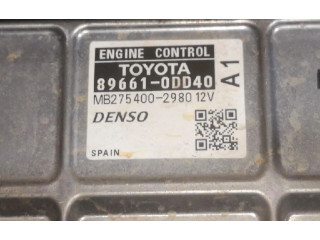 ENGINE CONTROL
TOYOTA
89661-0DD40
A1
MB275400-2980 12V
DENSO
SPAIN